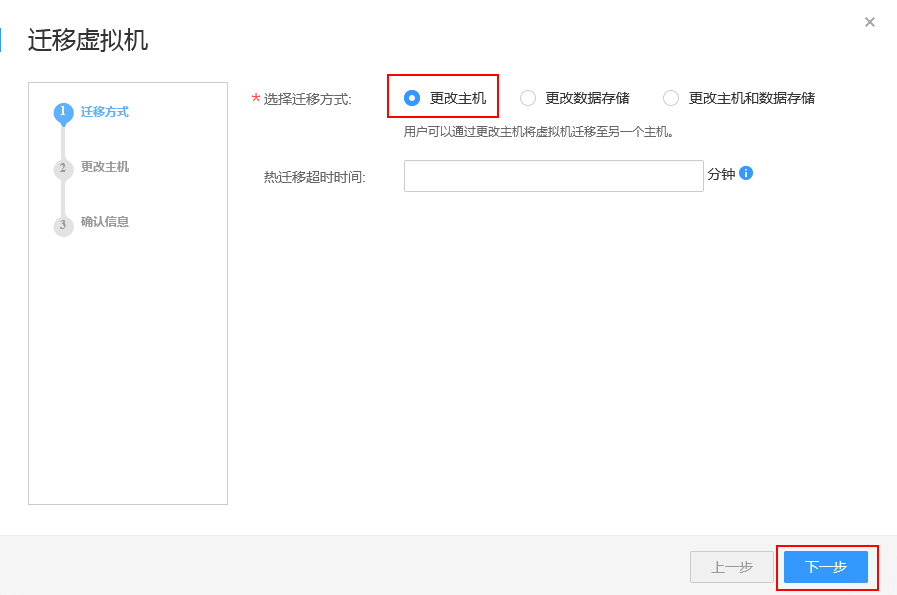 迁移虚拟机
1 迁移方式
2 更改主机
3 确认信息
* 选择迁移方式: 更改主机 更改数据存储 更改主机和数据存储
用户可以通过更改主机将虚拟机迁移至另一个主机。
热迁移超时时间: 分钟
上一步 下一步